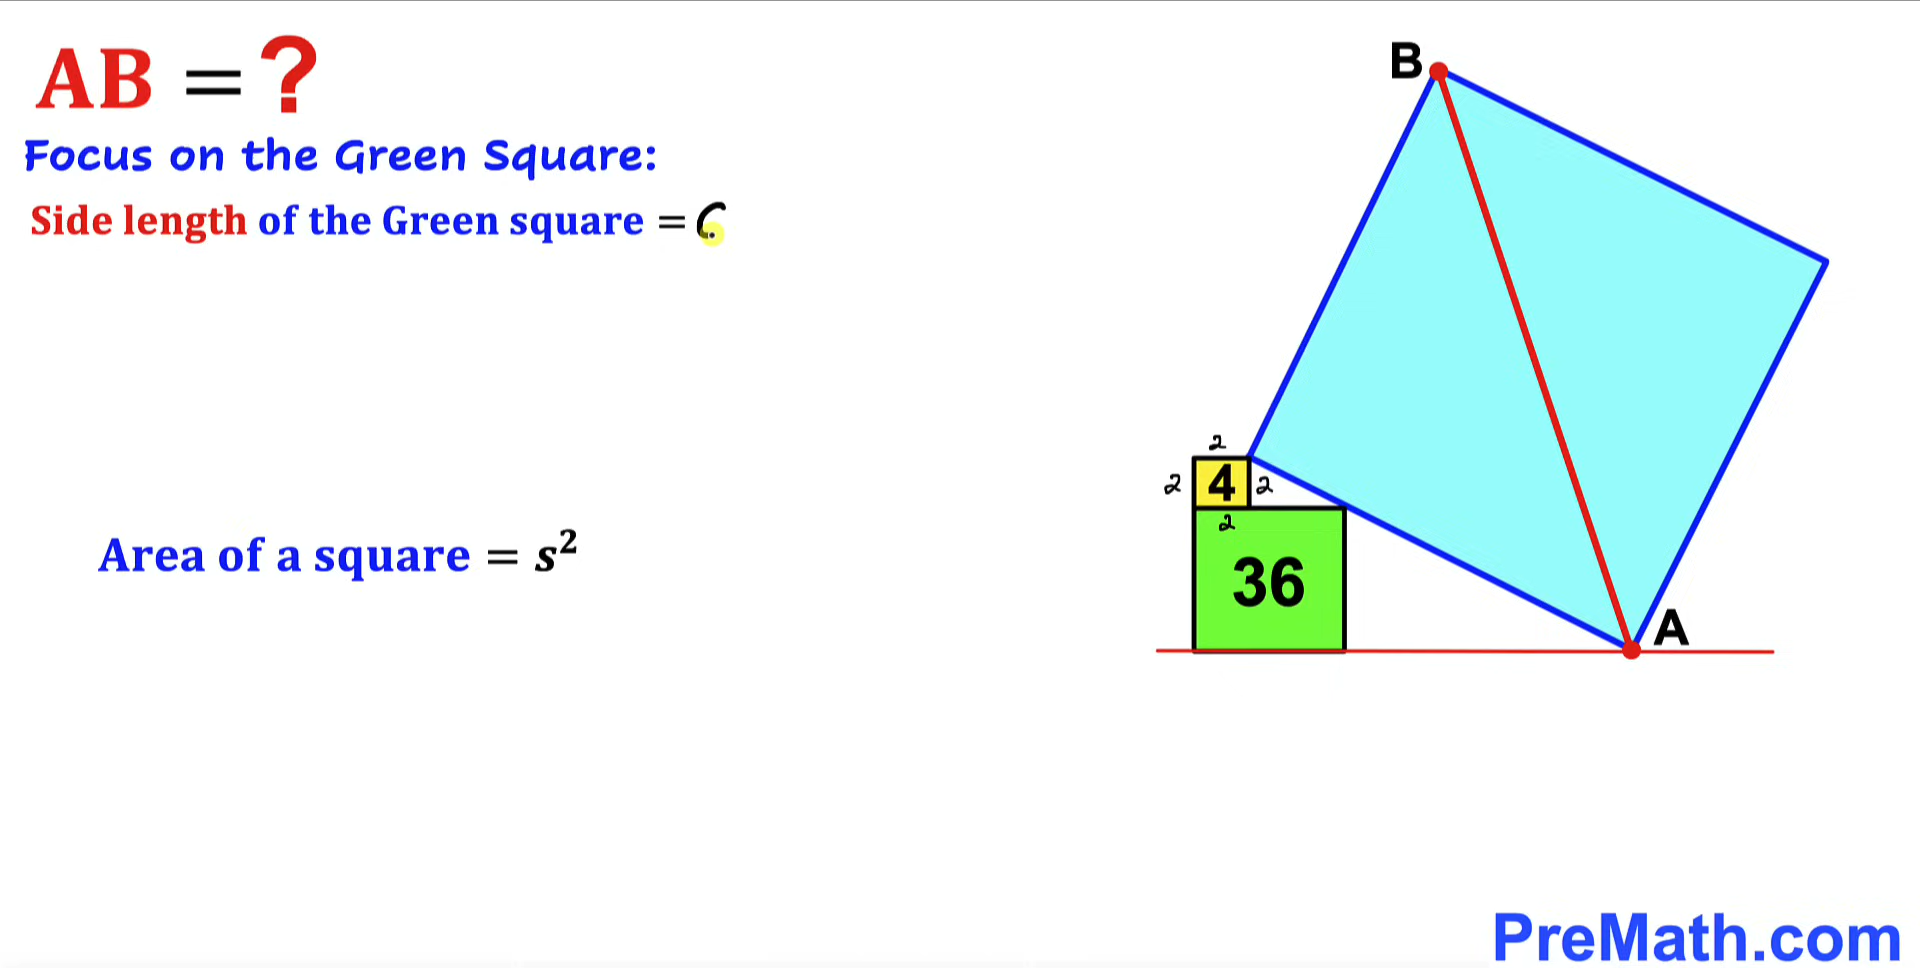 AB = ?
Focus on the Green Square:
Side length of the Green square = 6
Area of a square = s²
B
2
2 4 2
2
36
A
PreMath.com